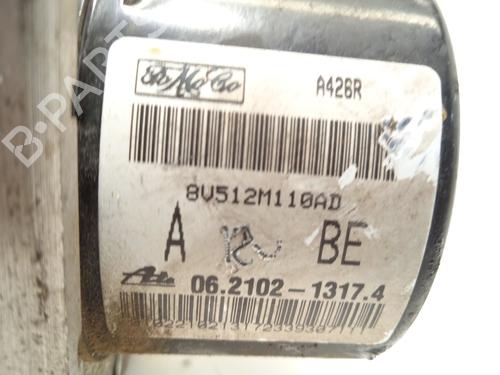 FoMoCo A426R
8V512M110AD
A BE
Ate 06.2102-1317.4
B-PARTS